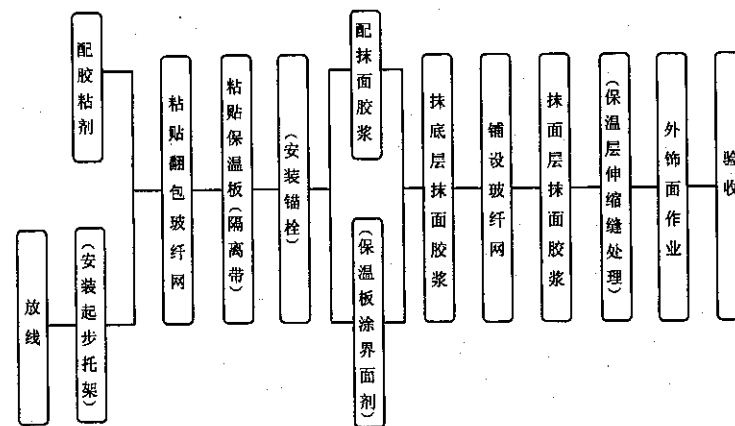 放线
配胶粘剂
(安装起步托架)
粘贴翻包玻纤网
粘贴保温板(隔离带)
(安装锚栓)
配抹面胶浆
(保温板涂界面剂)
抹底层抹面胶浆
铺设玻纤网
抹面层抹面胶浆
(保温层伸缩缝处理)
外饰面作业
验收